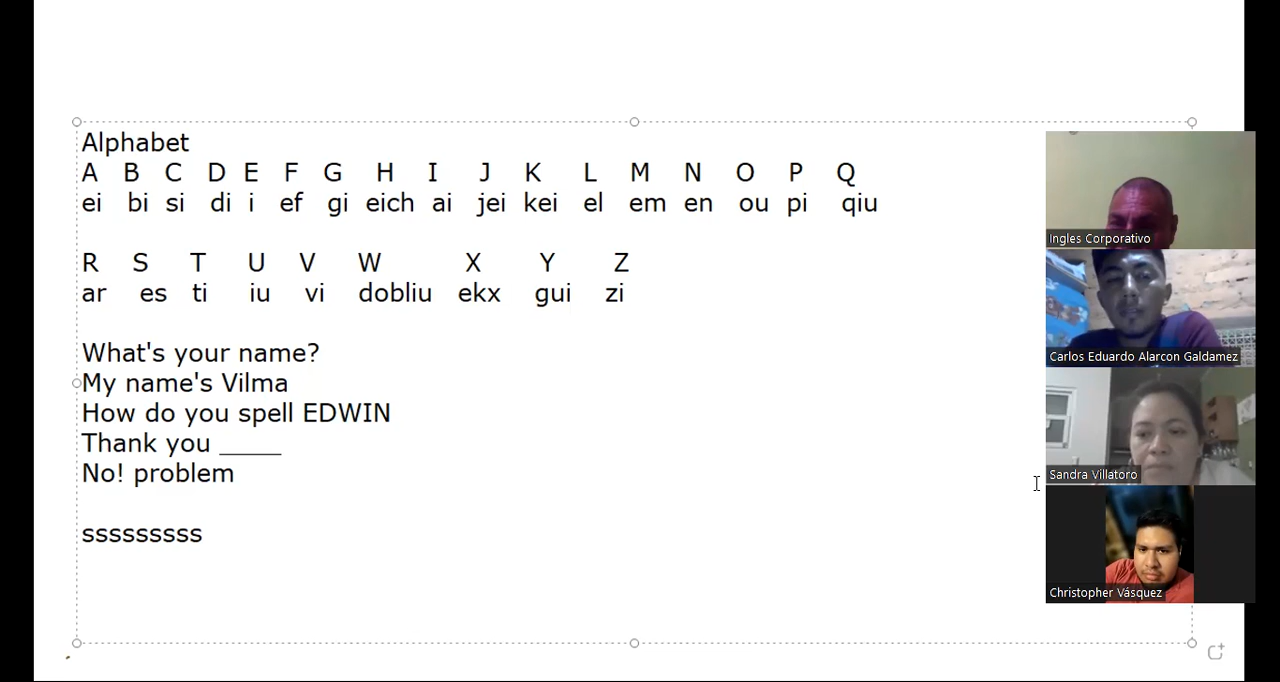 Alphabet
A B C D E F G H I J K L M N O P Q
ei bi si di i ef gi eich ai jei kei el em en ou pi qiu
R S T U V W X Y Z
ar es ti iu vi dobliu ekx gui zi
What's your name?
My name's Vilma
How do you spell EDWIN
Thank you _____
No! problem
sssssssss
Ingles Corporativo
Carlos Eduardo Alarcon Galdamez
Sandra Villatoro
Christopher Vásquez